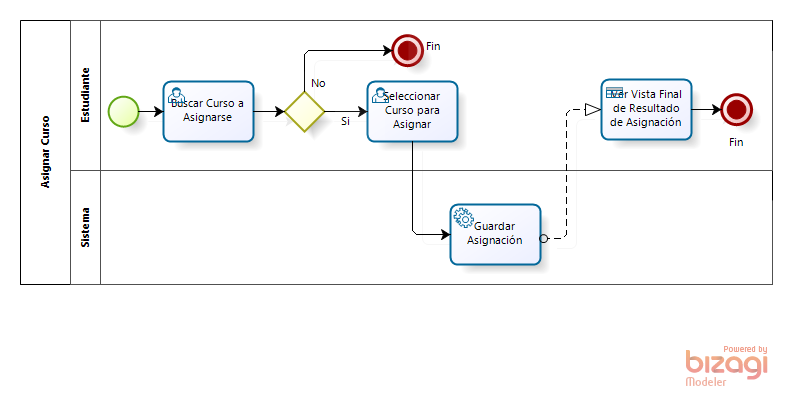 Asignar Curso
Estudiante
Buscar Curso a
Asignarse
No
Fin
Si
Seleccionar
Curso para
Asignar
Ver Vista Final
de Resultado
de Asignación
Fin
Sistema
Guardar
Asignación
Powered by
bizagi
Modeler